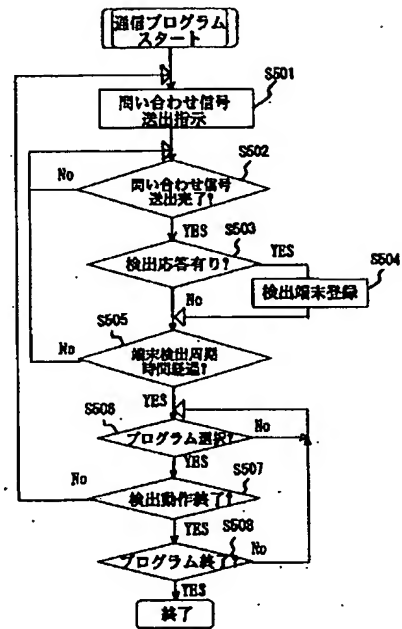 通信プログラム
スタート
S501
問い合わせ信号
送出指示
S502
No
問い合わせ信号
送出完了?
YES
S503
検出応答有り?
YES
S504
検出端末登録
No
S505
No
端末検出周期
時間経過?
YES
S506
プログラム選択?
No
YES
S507
No
検出動作終了?
YES
S508
プログラム終了?
No
YES
終了